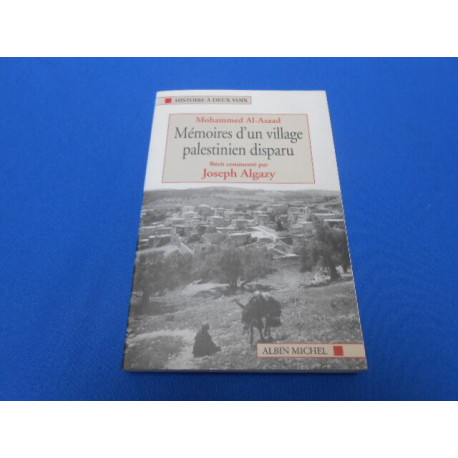 HISTOIRE À DEUX VOIX
Mohammed Al-Asaad
Mémoires d'un village
palestinien disparu
Récit commenté par
Joseph Algazy
ALBIN MICHEL